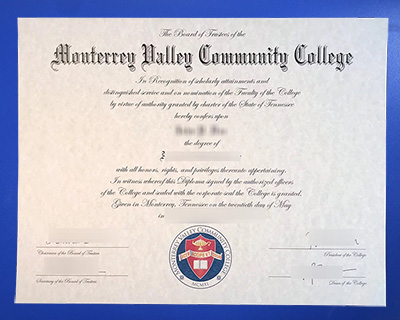 The Board of Trustees of the
Monterrey Valley Community College
In Recognition of scholarly attainments and
distinguished service and on nomination of the Faculty of the College
by virtue of authority granted by charter of the State of Tennessee
hereby confers upon
the degree of
with all honors, rights, and privileges thereunto appertaining.
In witness whereof this Diploma signed by the authorized officers
of the College and sealed with the corporate seal the College is granted.
Given in Monterrey, Tennessee on the twentieth day of May
in
Chairman of the Board of Trustees
President of the College
Secretary of the Board of Trustees
Dean of the College
MONTERREY VALLEY COMMUNITY COLLEGE